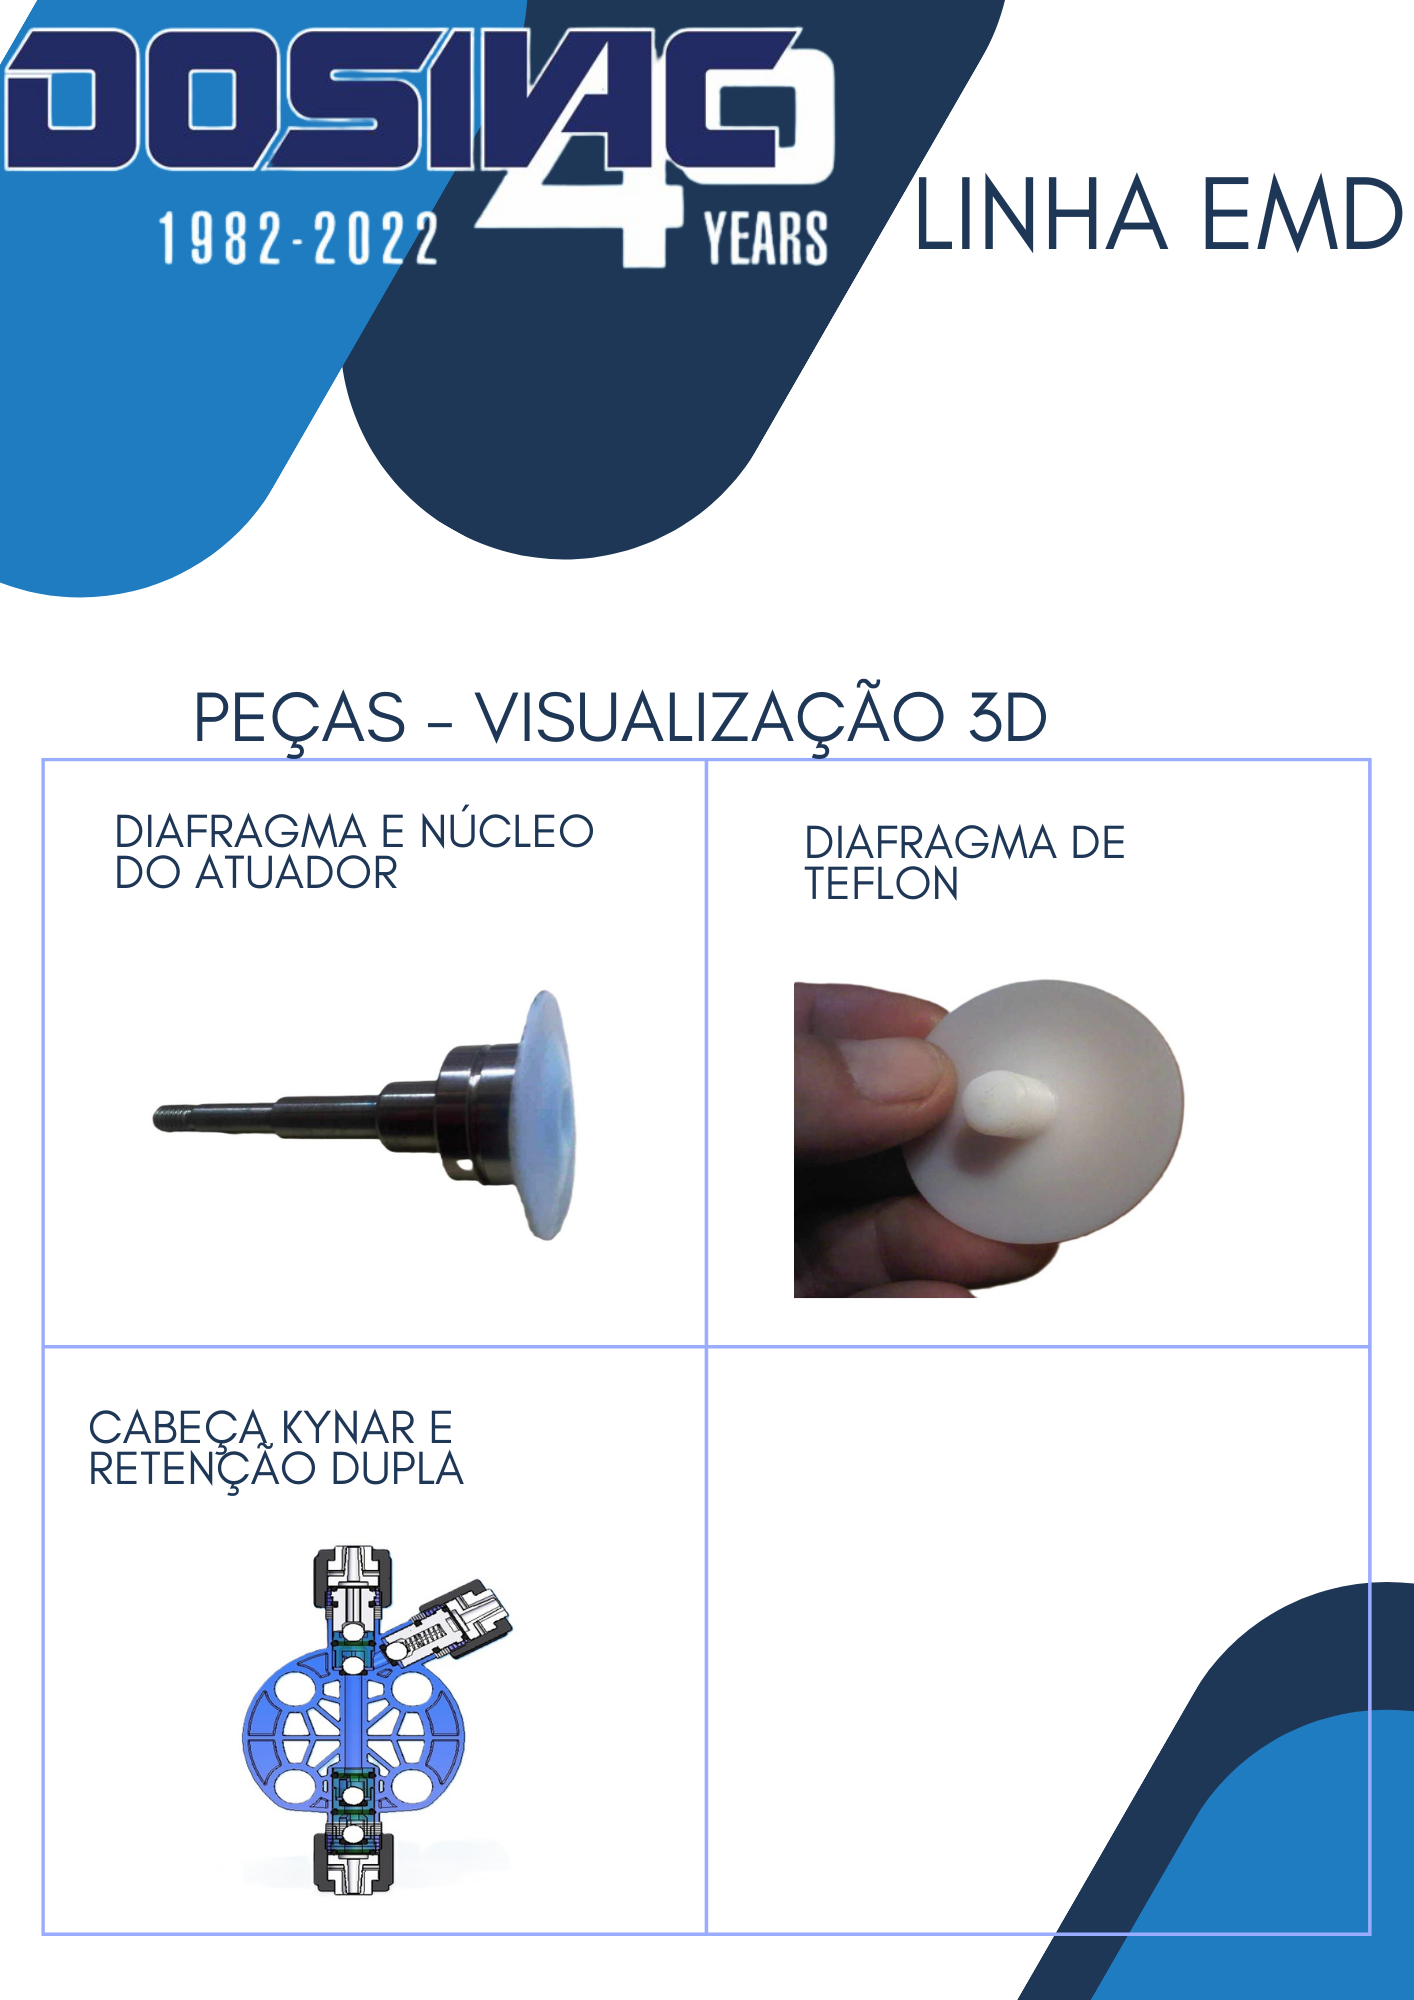 DOSIVAC
40
1982-2022
YEARS
LINHA EMD
PEÇAS - VISUALIZAÇÃO 3D
DIAFRAGMA E NÚCLEO
DO ATUADOR
DIAFRAGMA DE
TEFLON
CABEÇA KYNAR E
RETENÇÃO DUPLA